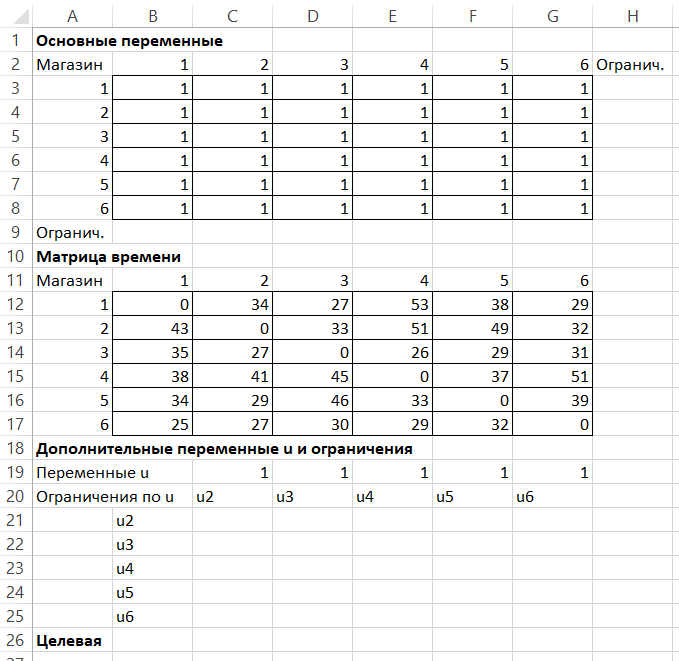 A B C D E F G H
1 Основные переменные
2 Магазин 1 2 3 4 5 6 Огранич.
3 1 1 1 1 1 1 1
4 2 1 1 1 1 1 1
5 3 1 1 1 1 1 1
6 4 1 1 1 1 1 1
7 5 1 1 1 1 1 1
8 6 1 1 1 1 1 1
9 Огранич.
10 Матрица времени
11 Магазин 1 2 3 4 5 6
12 1 0 34 27 53 38 29
13 2 43 0 33 51 49 32
14 3 35 27 0 26 29 31
15 4 38 41 45 0 37 51
16 5 34 29 46 33 0 39
17 6 25 27 30 29 32 0
18 Дополнительные переменные u и ограничения
19 Переменные u 1 1 1 1 1
20 Ограничения по u u2 u3 u4 u5 u6
21 u2
22 u3
23 u4
24 u5
25 u6
26 Целевая
27